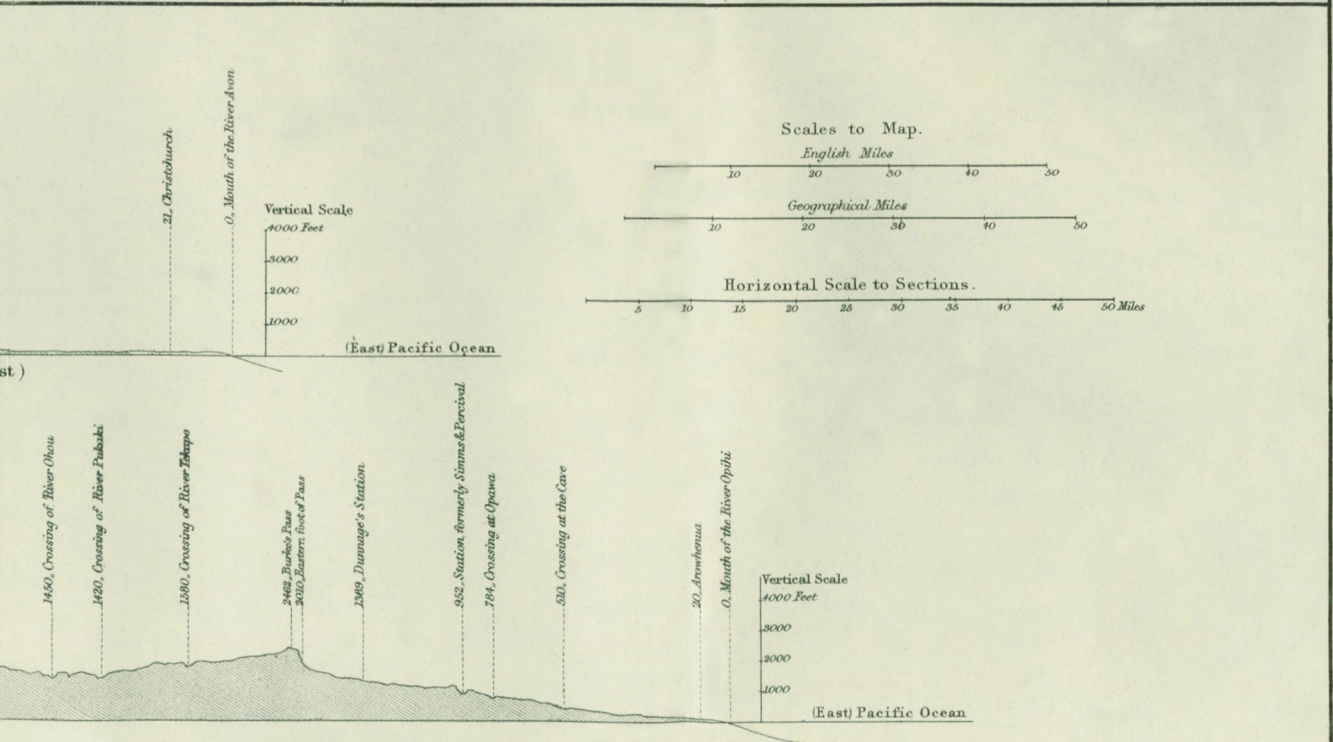 21, Christchurch
0, Mouth of the River Avon
Vertical Scale
4000 Feet
3000
2000
1000
(East) Pacific Ocean
st)
Scales to Map.
English Miles
10 20 30 40 50
Geographical Miles
10 20 30 40 50
Horizontal Scale to Sections.
5 10 15 20 25 30 35 40 45 50 Miles
1450, Crossing of River Ohou
1420, Crossing of River Pukaki
1580, Crossing of River Tekapo
2462, Burke's Pass
2010, Eastern foot of Pass
1389, Dunnage's Station
952, Station, formerly Simms & Percival
784, Crossing at Opawa
510, Crossing at the Cave
20, Arowhenua
0, Mouth of the River Opihi
Vertical Scale
4000 Feet
3000
2000
1000
(East) Pacific Ocean